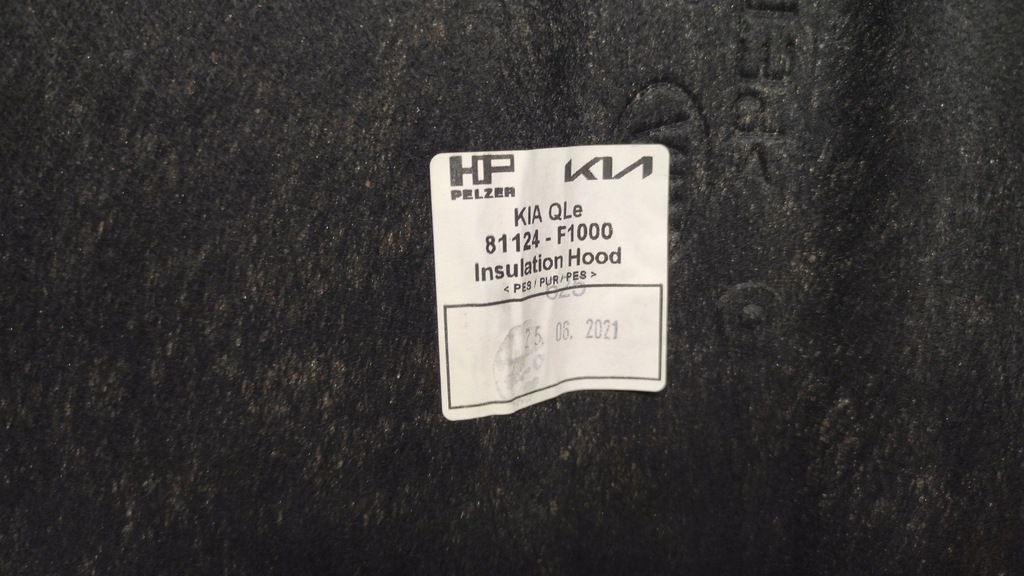 HP KIA
PELZER
KIA QLe
81124 - F1000
Insulation Hood
< PES / PUR / PES >
25. 06. 2021